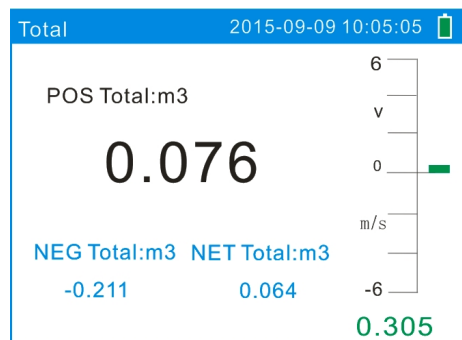 Total 2015-09-09 10:05:05
6
POS Total:m3
v
0.076
0
m/s
NEG Total:m3 NET Total:m3
-0.211 0.064 -6
0.305